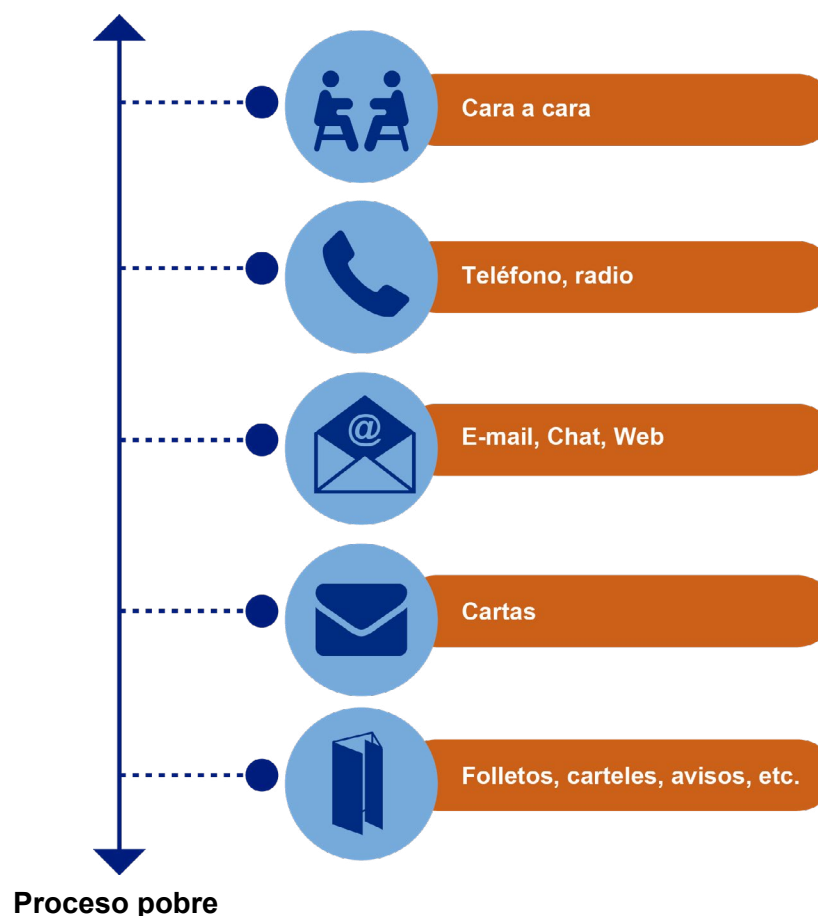 Cara a cara
Teléfono, radio
@
E-mail, Chat, Web
Cartas
Folletos, carteles, avisos, etc.
Proceso pobre